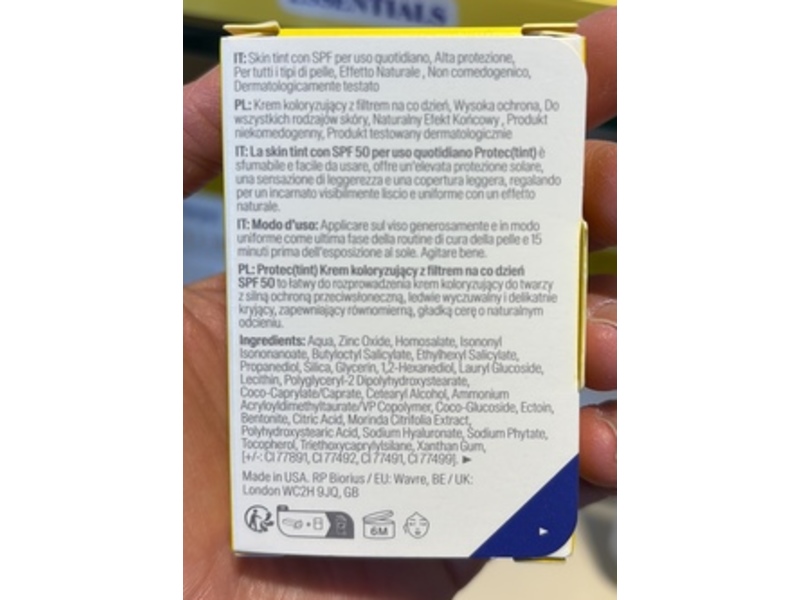 ESSENTIALS
IT: Skin tint con SPF per uso quotidiano, Alta protezione,
Per tutti i tipi di pelle, Effetto Naturale , Non comedogenico,
Dermatologicamente testato
PL: Krem koloryzujący z filtrem na co dzień, Wysoka ochrona, Do
wszystkich rodzajów skóry, Naturalny Efekt Końcowy , Produkt
niekomedogenny, Produkt testowany dermatologicznie
IT: La skin tint con SPF 50 per uso quotidiano Protec(tint) è
sfumabile e facile da usare, offre un'elevata protezione solare,
una sensazione di leggerezza e una copertura leggera, regalando
per un incarnato visibilmente liscio e uniforme con un effetto
naturale.
IT: Modo d'uso: Applicare sul viso generosamente e in modo
uniforme come ultima fase della routine di cura della pelle e 15
minuti prima dell'esposizione al sole. Agitare bene.
PL: Protec(tint) Krem koloryzujący z filtrem na co dzień
SPF 50 to łatwy do rozprowadzenia krem koloryzujący do twarzy
z silną ochroną przeciwsłoneczną, ledwie wyczuwalny i delikatnie
kryjący, zapewniający równomierną, gładką cerę o naturalnym
odcieniu.
Ingredients: Aqua, Zinc Oxide, Homosalate, Isononyl
Isononanoate, Butyloctyl Salicylate, Ethylhexyl Salicylate,
Propanediol, Silica, Glycerin, 1,2-Hexanediol, Lauryl Glucoside,
Lecithin, Polyglyceryl-2 Dipolyhydroxystearate,
Coco-Caprylate/Caprate, Cetearyl Alcohol, Ammonium
Acryloyldimethyltaurate/VP Copolymer, Coco-Glucoside, Ectoin,
Bentonite, Citric Acid, Morinda Citrifolia Extract,
Polyhydroxystearic Acid, Sodium Hyaluronate, Sodium Phytate,
Tocopherol, Triethoxycaprylylsilane, Xanthan Gum,
[+/-: CI 77891, CI 77492, CI 77491, CI 77499]. ►
Made in USA. RP Biorius / EU: Wavre, BE / UK:
London WC2H 9JQ, GB
6M